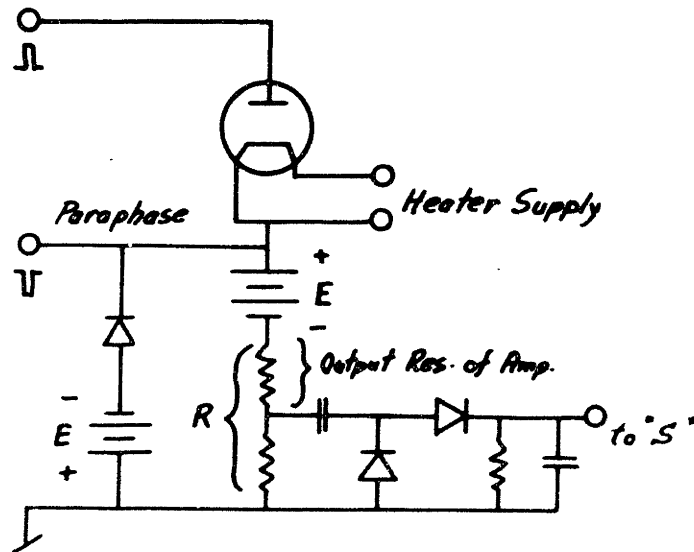 Paraphase
Heater Supply
+
E
-
Output Res. of Amp.
R
-
E
+
to "S"